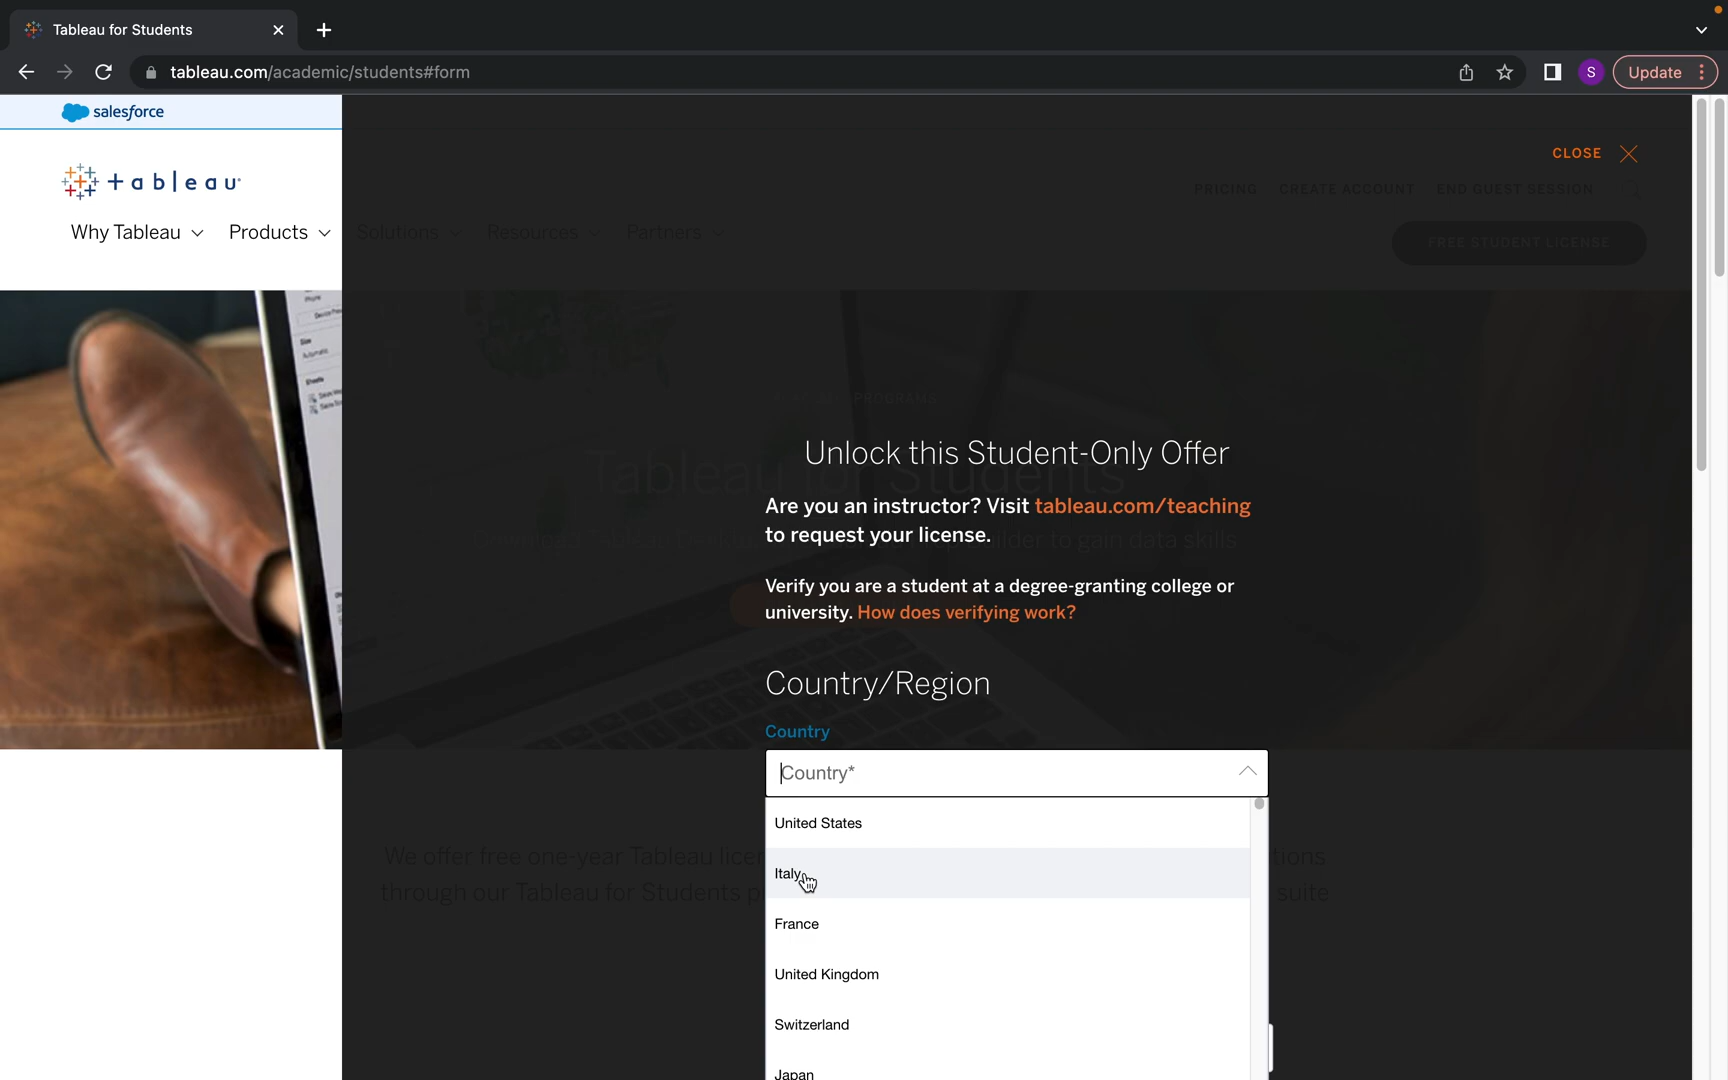 Tableau for Students
tableau.com/academic/students#form
S
Update
salesforce
+ a b l e a u
CLOSE
PRICING CREATE ACCOUNT END GUEST SESSION
Why Tableau Products Solutions Resources Partners
FREE STUDENT LICENSE
PROGRAMS
Unlock this Student-Only Offer
Tableau for Students
Are you an instructor? Visit tableau.com/teaching
to request your license.
Verify you are a student at a degree-granting college or
university. How does verifying work?
Country/Region
Country
Country*
United States
Italy
France
United Kingdom
Switzerland
Japan
We offer free one-year Tableau
through our Tableau for Students
suite